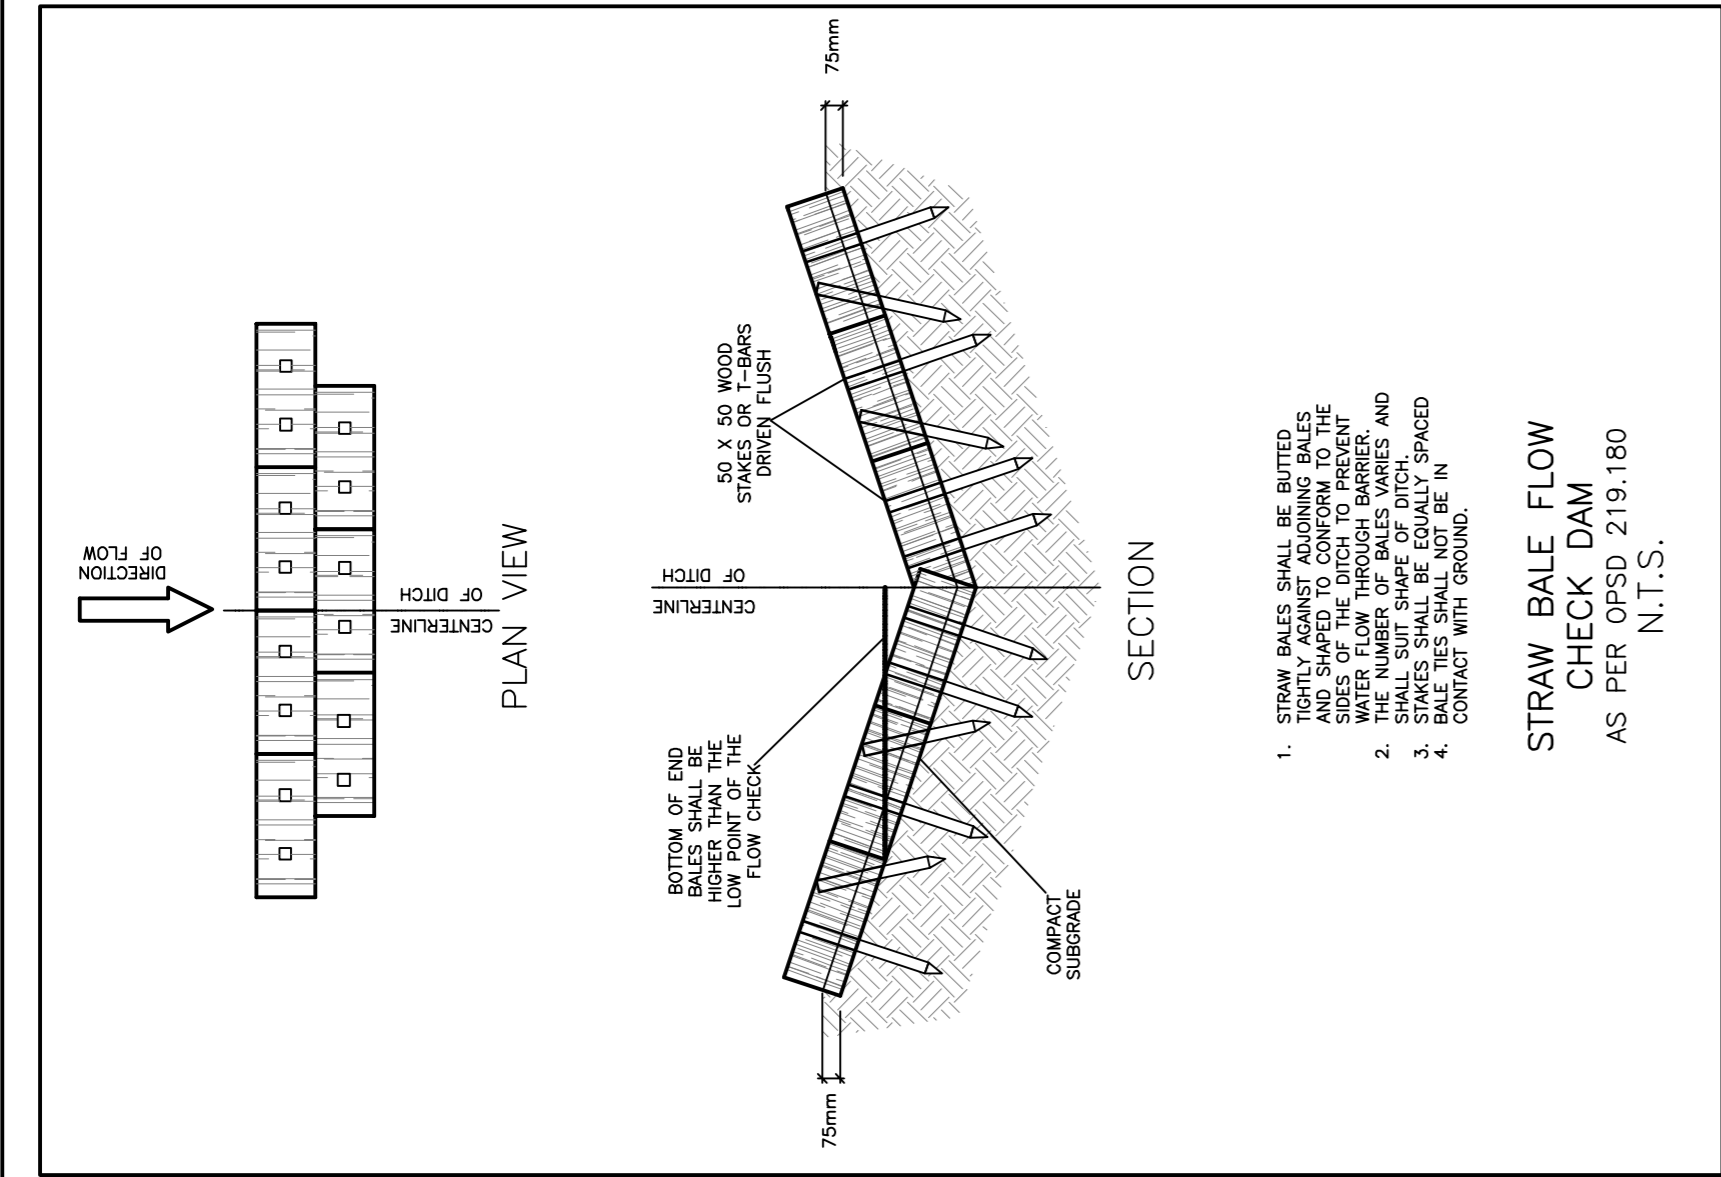 DIRECTION
OF FLOW
CENTERLINE
OF DITCH
PLAN VIEW
75mm
50 X 50 WOOD
STAKES OR T-BARS
DRIVEN FLUSH
CENTERLINE
OF DITCH
BOTTOM OF END
BALES SHALL BE
HIGHER THAN THE
LOW POINT OF THE
FLOW CHECK
75mm
COMPACT
SUBGRADE
SECTION
1. STRAW BALES SHALL BE BUTTED
TIGHTLY AGAINST ADJOINING BALES
AND SHAPED TO CONFORM TO THE
SIDES OF THE DITCH TO PREVENT
WATER FLOW THROUGH BARRIER.
2. THE NUMBER OF BALES VARIES AND
SHALL SUIT SHAPE OF DITCH.
3. STAKES SHALL BE EQUALLY SPACED
4. BALE TIES SHALL NOT BE IN
CONTACT WITH GROUND.
STRAW BALE FLOW
CHECK DAM
AS PER OPSD 219.180
N.T.S.